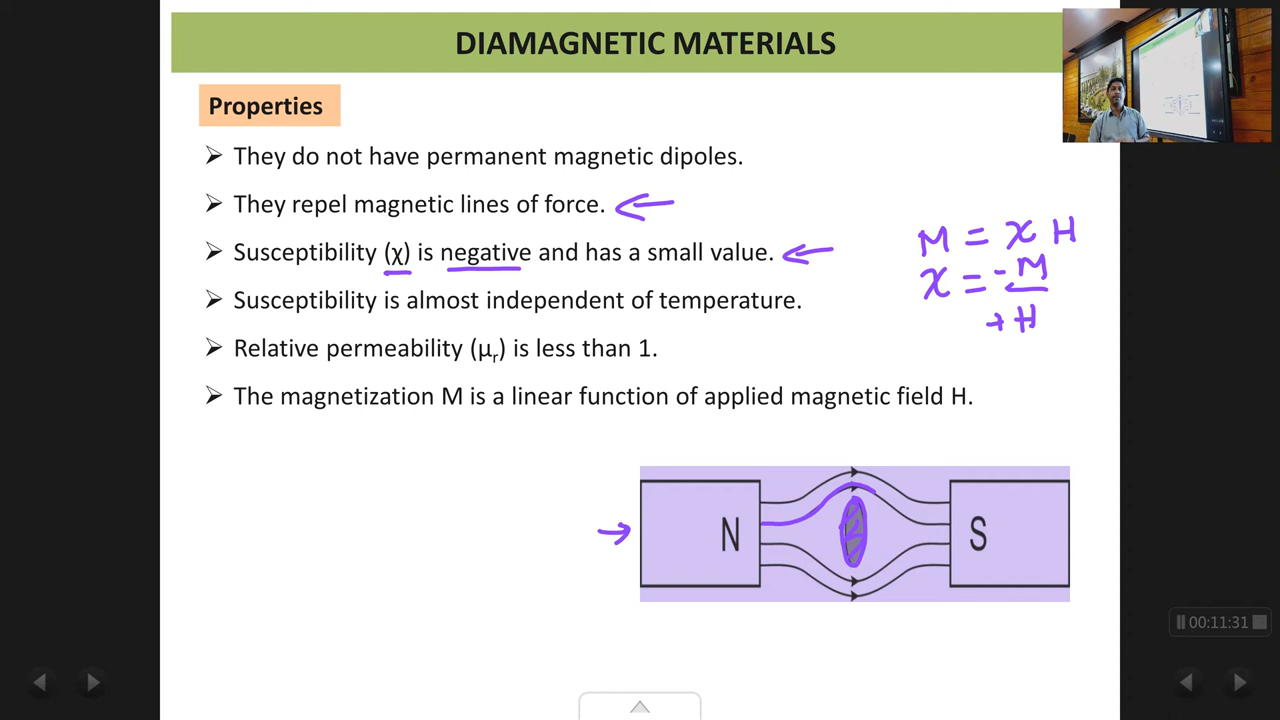 DIAMAGNETIC MATERIALS
Properties
➢ They do not have permanent magnetic dipoles.
➢ They repel magnetic lines of force.
➢ Susceptibility (χ) is negative and has a small value.
➢ Susceptibility is almost independent of temperature.
➢ Relative permeability (μr) is less than 1.
➢ The magnetization M is a linear function of applied magnetic field H.
M = χ H
χ = -M
+H
N
S
00:11:31